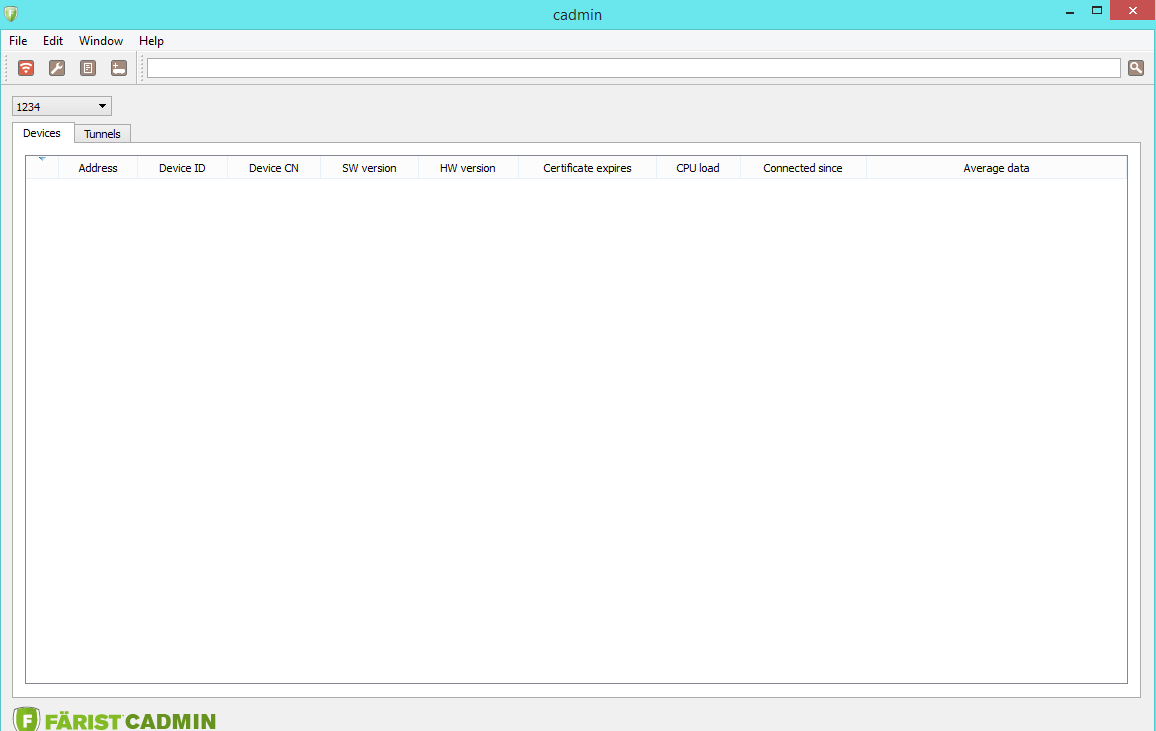 cadmin
File Edit Window Help
1234
Devices Tunnels
Address Device ID Device CN SW version HW version Certificate expires CPU load Connected since Average data
F FÄRIST CADMIN